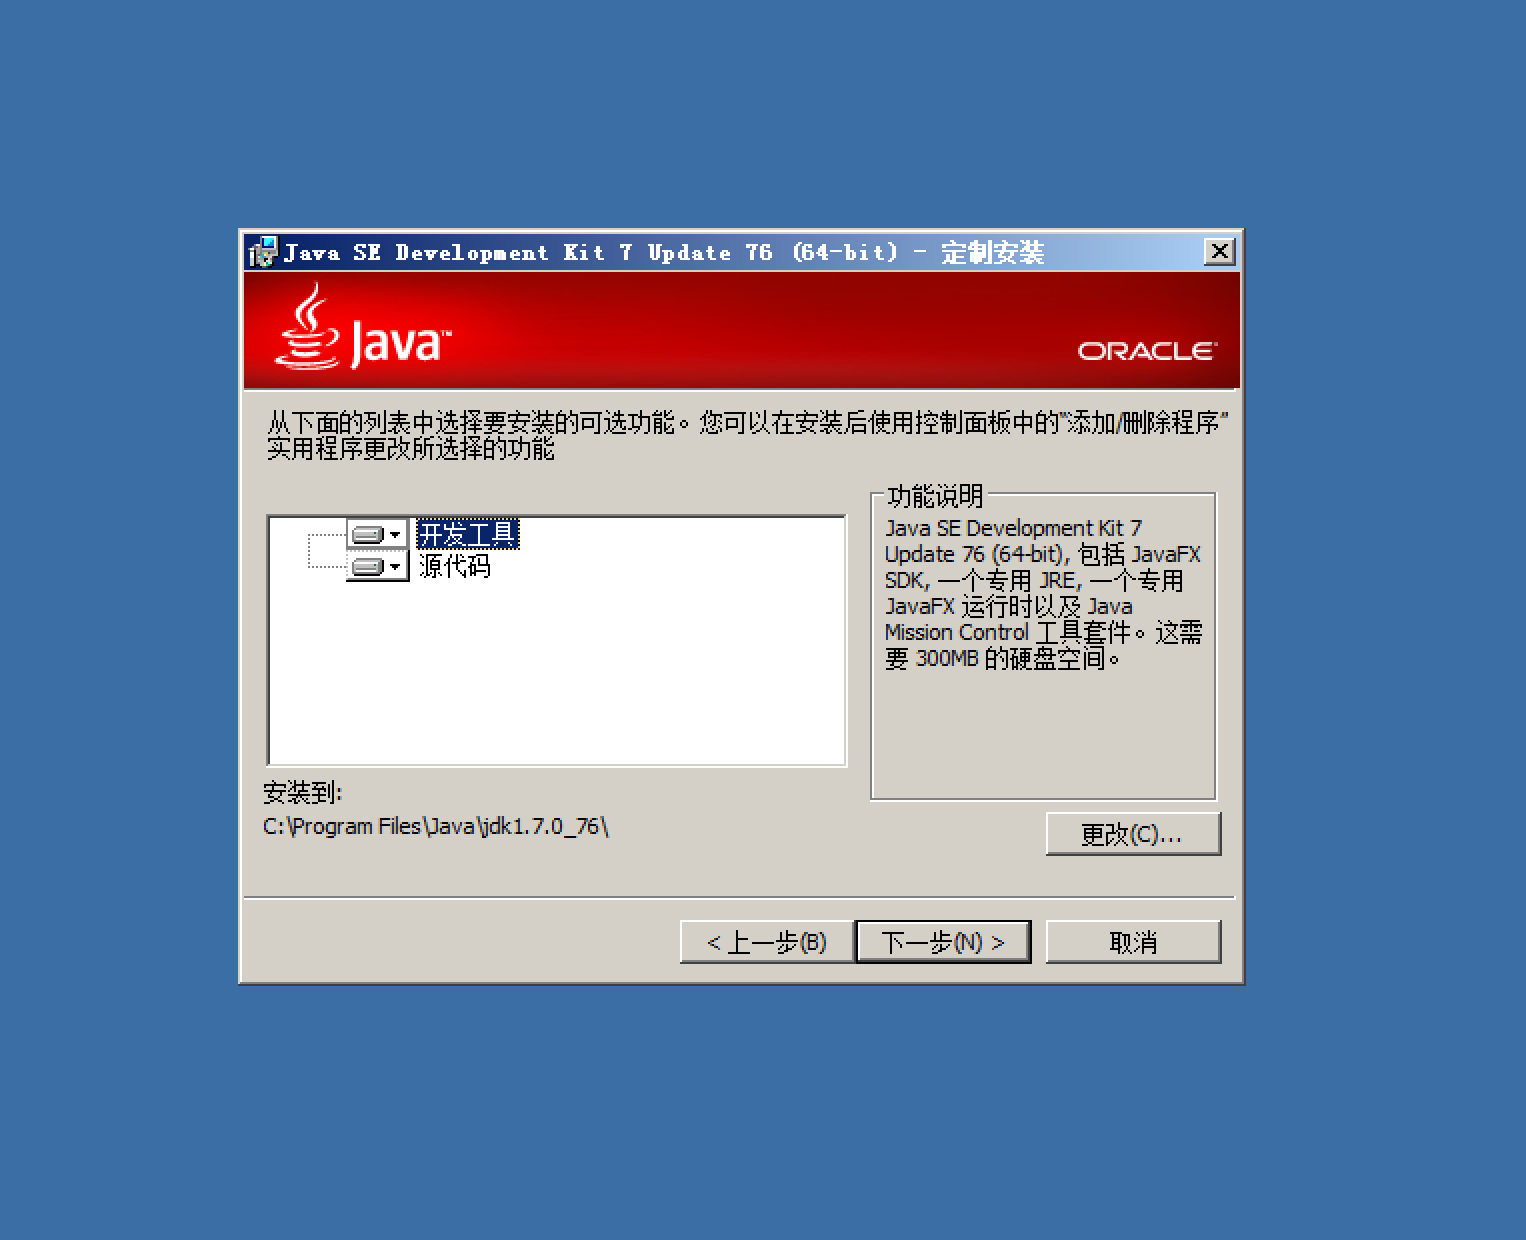 Java SE Development Kit 7 Update 76 (64-bit) - 定制安装
Java™
ORACLE
从下面的列表中选择要安装的可选功能。您可以在安装后使用控制面板中的“添加/删除程序”
实用程序更改所选择的功能
开发工具
源代码
功能说明
Java SE Development Kit 7
Update 76 (64-bit), 包括 JavaFX
SDK, 一个专用 JRE, 一个专用
JavaFX 运行时以及 Java
Mission Control 工具套件。这需
要 300MB 的硬盘空间。
安装到:
C:\Program Files\Java\jdk1.7.0_76\
更改(C)...
< 上一步(B)
下一步(N) >
取消